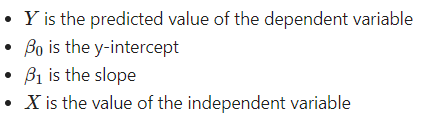 • Y is the predicted value of the dependent variable
• β₀ is the y-intercept
• β₁ is the slope
• X is the value of the independent variable